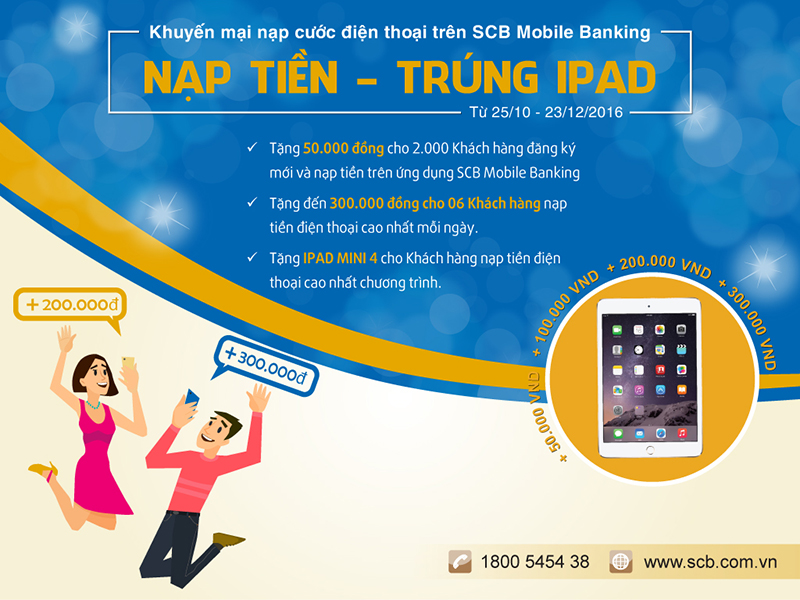 Khuyến mại nạp cước điện thoại trên SCB Mobile Banking
NẠP TIỀN – TRÚNG IPAD
Từ 25/10 - 23/12/2016
✓ Tặng 50.000 đồng cho 2.000 Khách hàng đăng ký
mới và nạp tiền trên ứng dụng SCB Mobile Banking
✓ Tặng đến 300.000 đồng cho 06 Khách hàng nạp
tiền điện thoại cao nhất mỗi ngày.
✓ Tặng IPAD MINI 4 cho Khách hàng nạp tiền điện
thoại cao nhất chương trình.
+ 50.000 VND + 100.000 VND + 200.000 VND + 300.000 VND
+ 200.000đ
+ 300.000đ
1800 5454 38
www.scb.com.vn